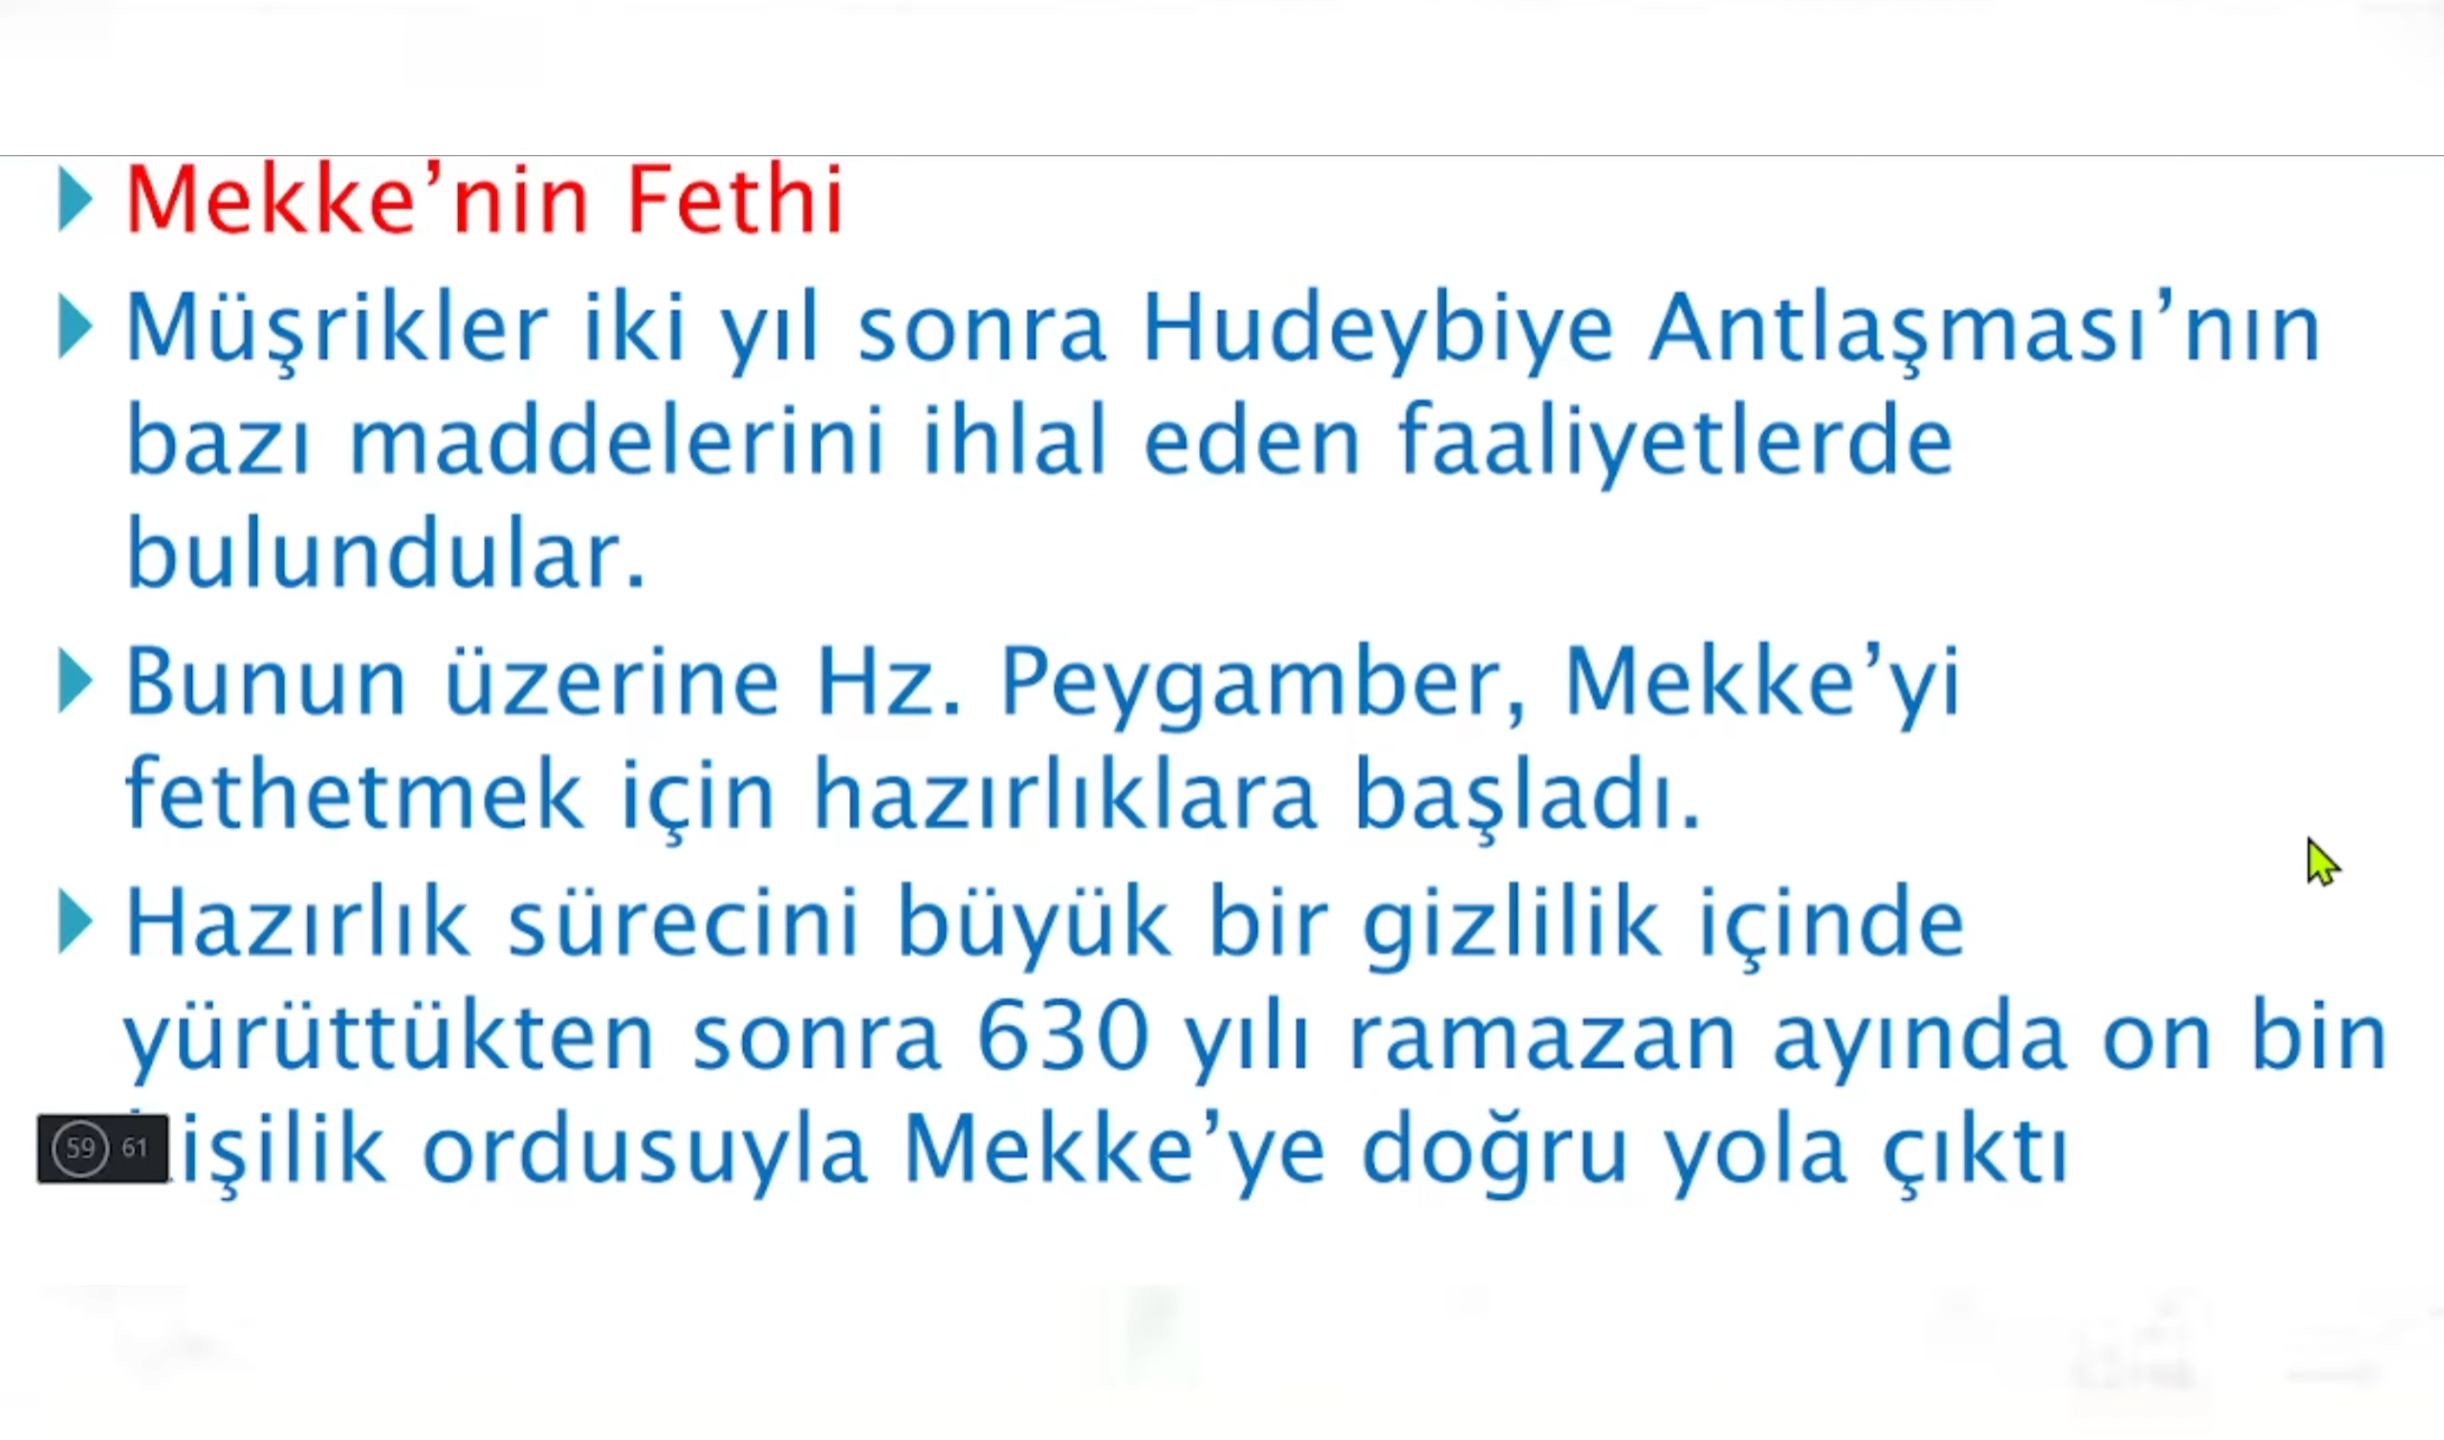 Mekke’nin Fethi
Müşrikler iki yıl sonra Hudeybiye Antlaşması’nın
bazı maddelerini ihlal eden faaliyetlerde
bulundular.
Bunun üzerine Hz. Peygamber, Mekke’yi
fethetmek için hazırlıklara başladı.
Hazırlık sürecini büyük bir gizlilik içinde
yürüttükten sonra 630 yılı ramazan ayında on bin
59 61 işilik ordusuyla Mekke’ye doğru yola çıktı